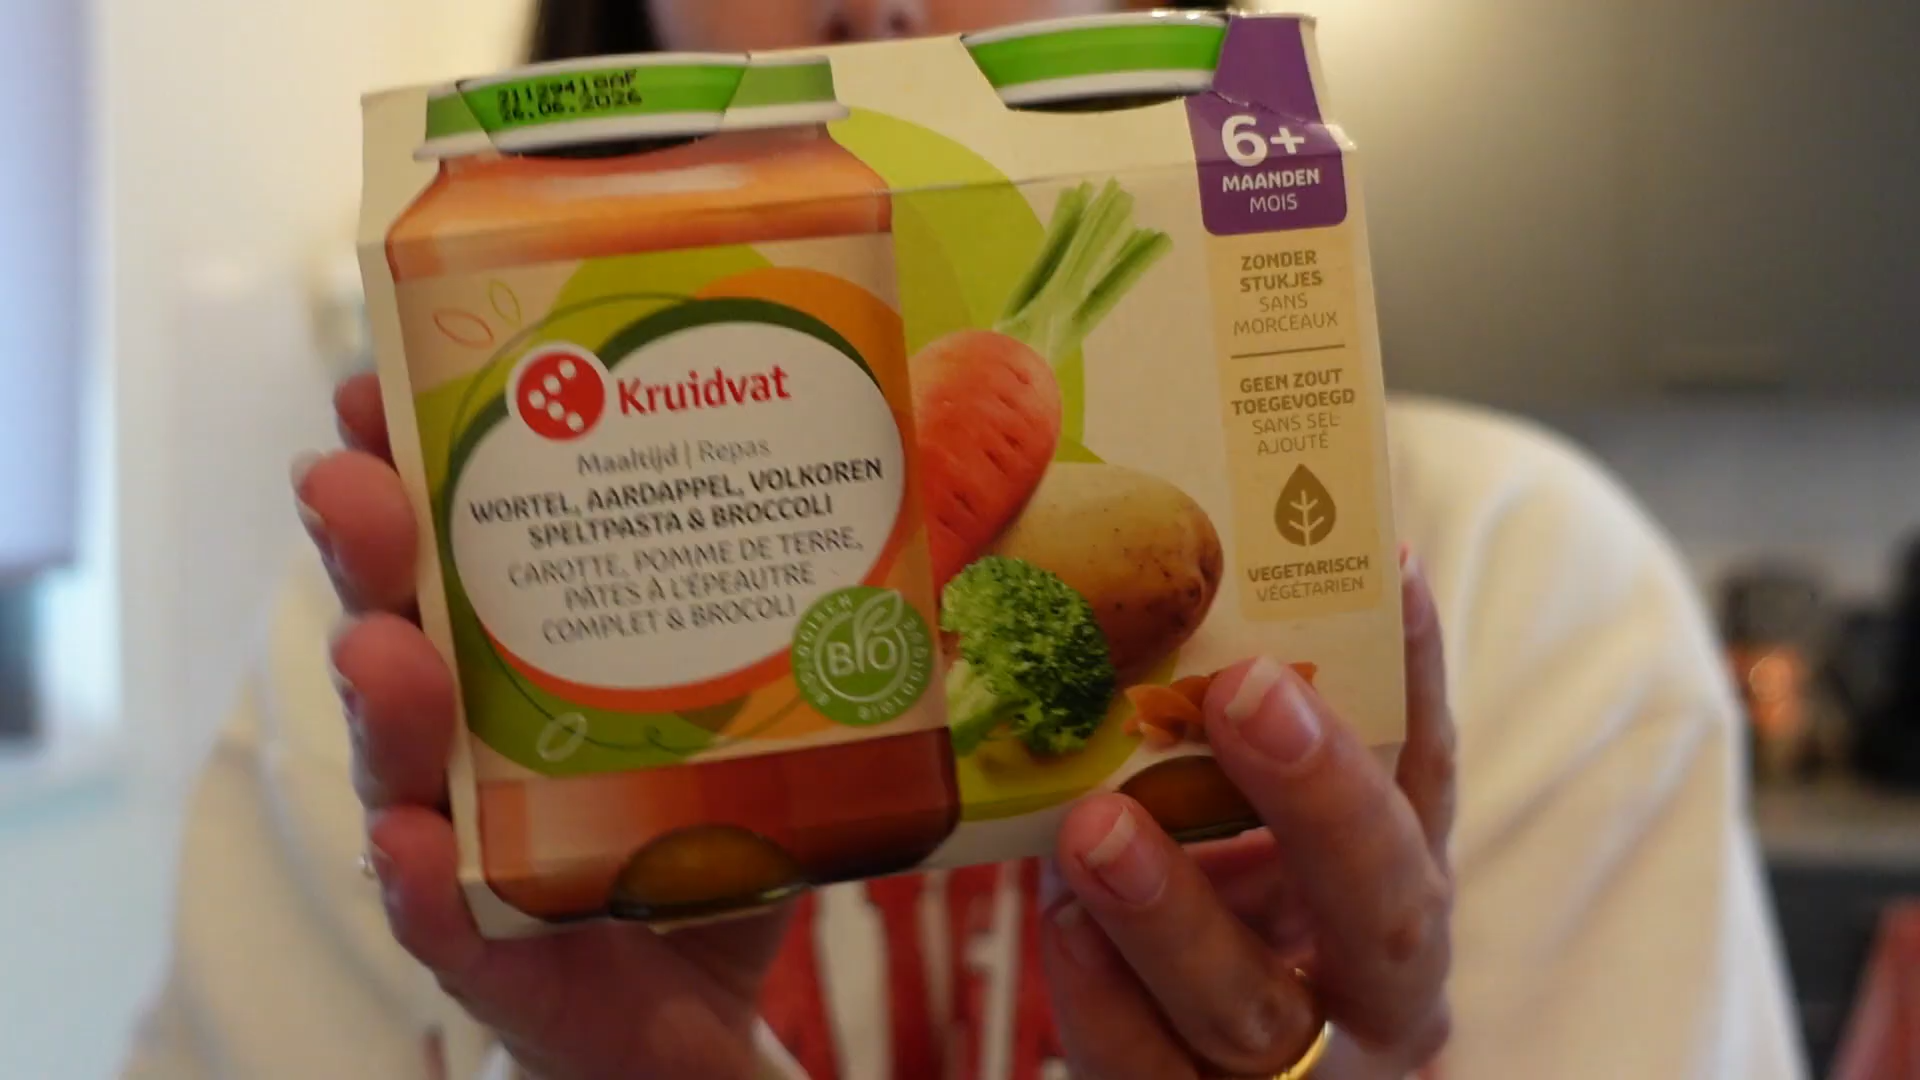 21129418AF
26.06.2026
6+
MAANDEN
MOIS
ZONDER
STUKJES
SANS
MORCEAUX
GEEN ZOUT
TOEGEVOEGD
SANS SEL
AJOUTÉ
VEGETARISCH
VÉGÉTARIEN
Kruidvat
Maaltijd | Repas
WORTEL, AARDAPPEL, VOLKOREN
SPELTPASTA & BROCCOLI
CAROTTE, POMME DE TERRE,
PÂTES À L'ÉPEAUTRE
COMPLET & BROCOLI
BIO